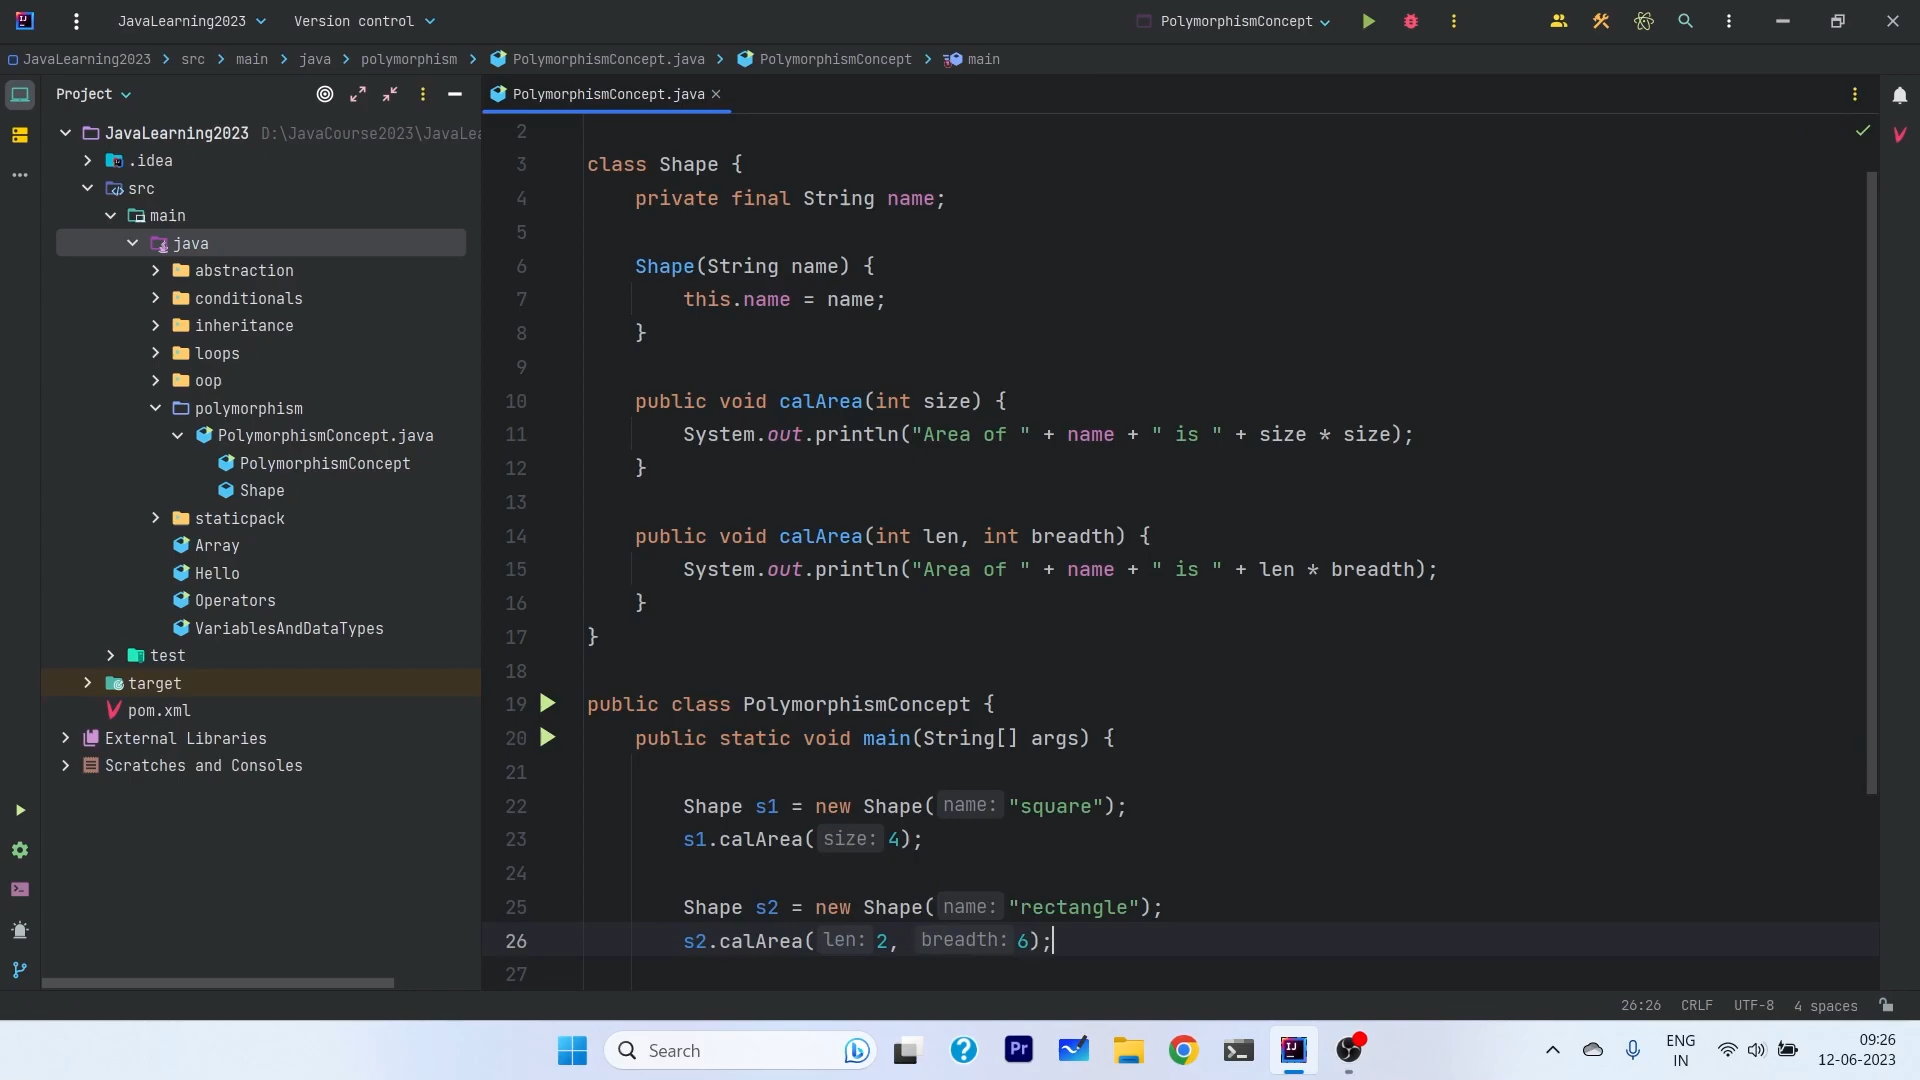 JavaLearning2023 Version control PolymorphismConcept
JavaLearning2023 src main java polymorphism PolymorphismConcept.java PolymorphismConcept main
Project
PolymorphismConcept.java
JavaLearning2023 D:\JavaCourse2023\JavaLea
.idea
src
main
java
abstraction
conditionals
inheritance
loops
oop
polymorphism
PolymorphismConcept.java
PolymorphismConcept
Shape
staticpack
Array
Hello
Operators
VariablesAndDataTypes
test
target
pom.xml
External Libraries
Scratches and Consoles
2
3 class Shape {
4 private final String name;
5
6 Shape(String name) {
7 this.name = name;
8 }
9
10 public void calArea(int size) {
11 System.out.println("Area of " + name + " is " + size * size);
12 }
13
14 public void calArea(int len, int breadth) {
15 System.out.println("Area of " + name + " is " + len * breadth);
16 }
17 }
18
19 public class PolymorphismConcept {
20 public static void main(String[] args) {
21
22 Shape s1 = new Shape( name: "square");
23 s1.calArea( size: 4);
24
25 Shape s2 = new Shape( name: "rectangle");
26 s2.calArea( len: 2, breadth: 6);
27
26:26 CRLF UTF-8 4 spaces
Search
Pr
IJ
ENG
IN
09:26
12-06-2023